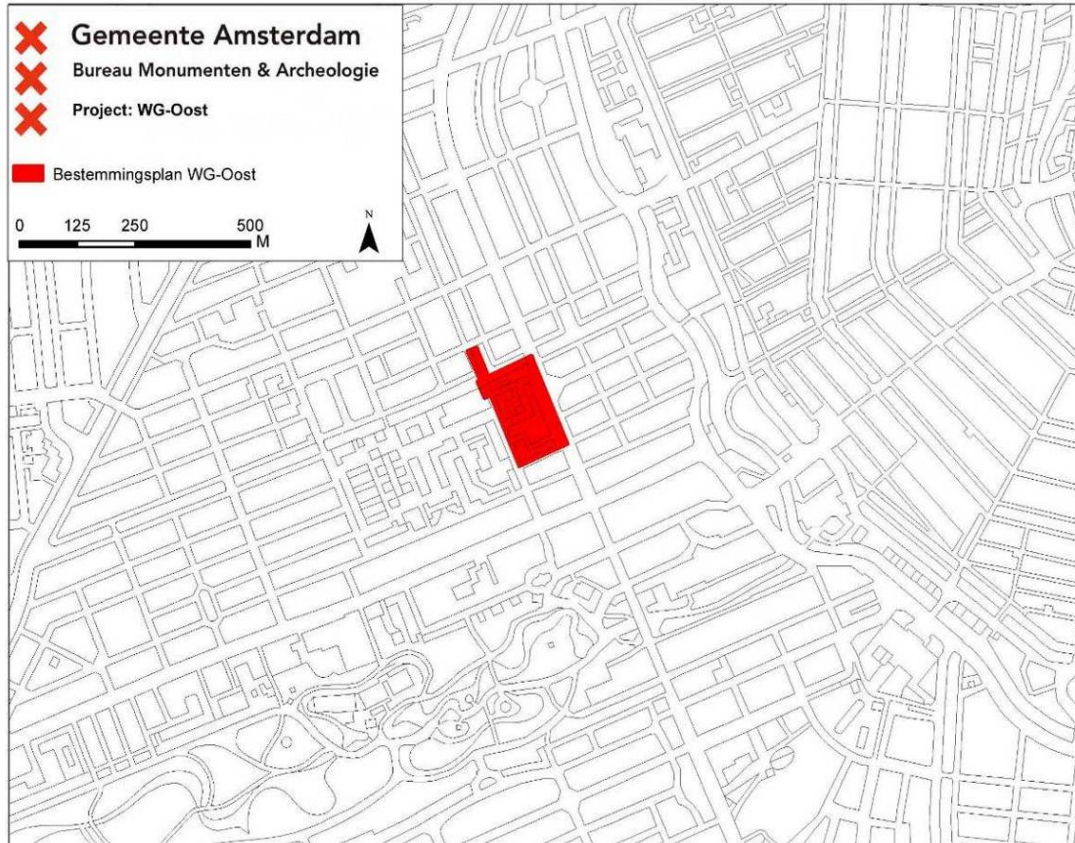 Gemeente Amsterdam
Bureau Monumenten & Archeologie
Project: WG-Oost
Bestemmingsplan WG-Oost
0 125 250 500
M
N